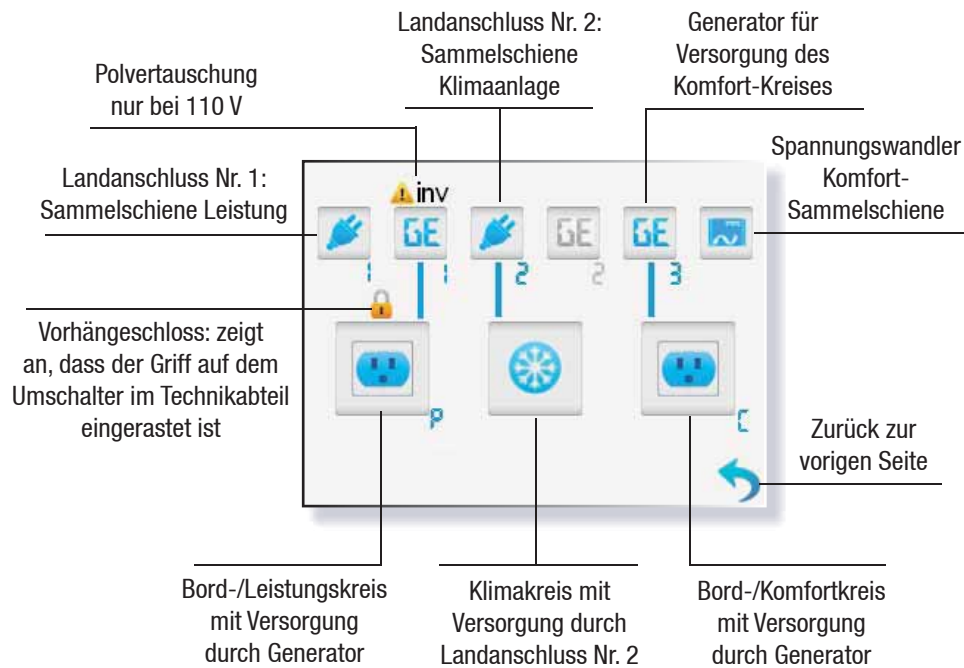 Landanschluss Nr. 2:
Sammelschiene
Klimaanlage
Generator für
Versorgung des
Komfort-Kreises
Polvertauschung
nur bei 110 V
Spannungswandler
Komfort-
Sammelschiene
Landanschluss Nr. 1:
Sammelschiene Leistung
inv
GE
GE
GE
1
1
2
2
3
Vorhängeschloss: zeigt
an, dass der Griff auf dem
Umschalter im Technikabteil
eingerastet ist
P
C
Zurück zur
vorigen Seite
Bord-/Leistungskreis
mit Versorgung
durch Generator
Klimakreis mit
Versorgung durch
Landanschluss Nr. 2
Bord-/Komfortkreis
mit Versorgung
durch Generator